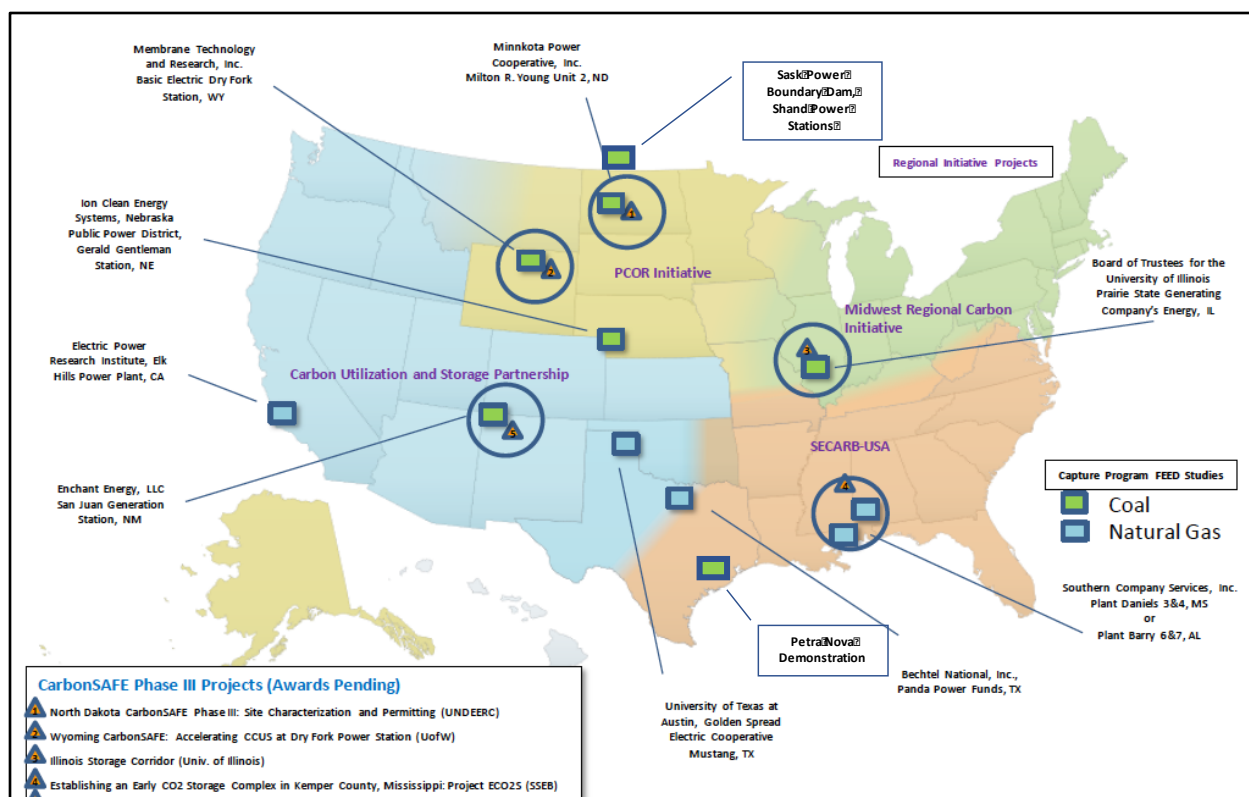 Membrane Technology
and Research, Inc.
Basic Electric Dry Fork
Station, WY
Minnkota Power
Cooperative, Inc.
Milton R. Young Unit 2, ND
Sask Power
Boundary Dam,
Shand Power
Stations
Regional Initiative Projects
Ion Clean Energy
Systems, Nebraska
Public Power District,
Gerald Gentleman
Station, NE
1
2
PCOR Initiative
Board of Trustees for the
University of Illinois
Prairie State Generating
Company's Energy, IL
Midwest Regional Carbon
Initiative
3
Electric Power
Research Institute, Elk
Hills Power Plant, CA
Carbon Utilization and Storage Partnership
5
SECARB-USA
4
Capture Program FEED Studies
Coal
Natural Gas
Enchant Energy, LLC
San Juan Generation
Station, NM
Southern Company Services, Inc.
Plant Daniels 3&4, MS
or
Plant Barry 6&7, AL
Petra Nova
Demonstration
Bechtel National, Inc.,
Panda Power Funds, TX
University of Texas at
Austin, Golden Spread
Electric Cooperative
Mustang, TX
CarbonSAFE Phase III Projects (Awards Pending)
1 North Dakota CarbonSAFE Phase III: Site Characterization and Permitting (UNDEERC)
2 Wyoming CarbonSAFE: Accelerating CCUS at Dry Fork Power Station (UofW)
3 Illinois Storage Corridor (Univ. of Illinois)
4 Establishing an Early CO2 Storage Complex in Kemper County, Mississippi: Project ECO2S (SSEB)